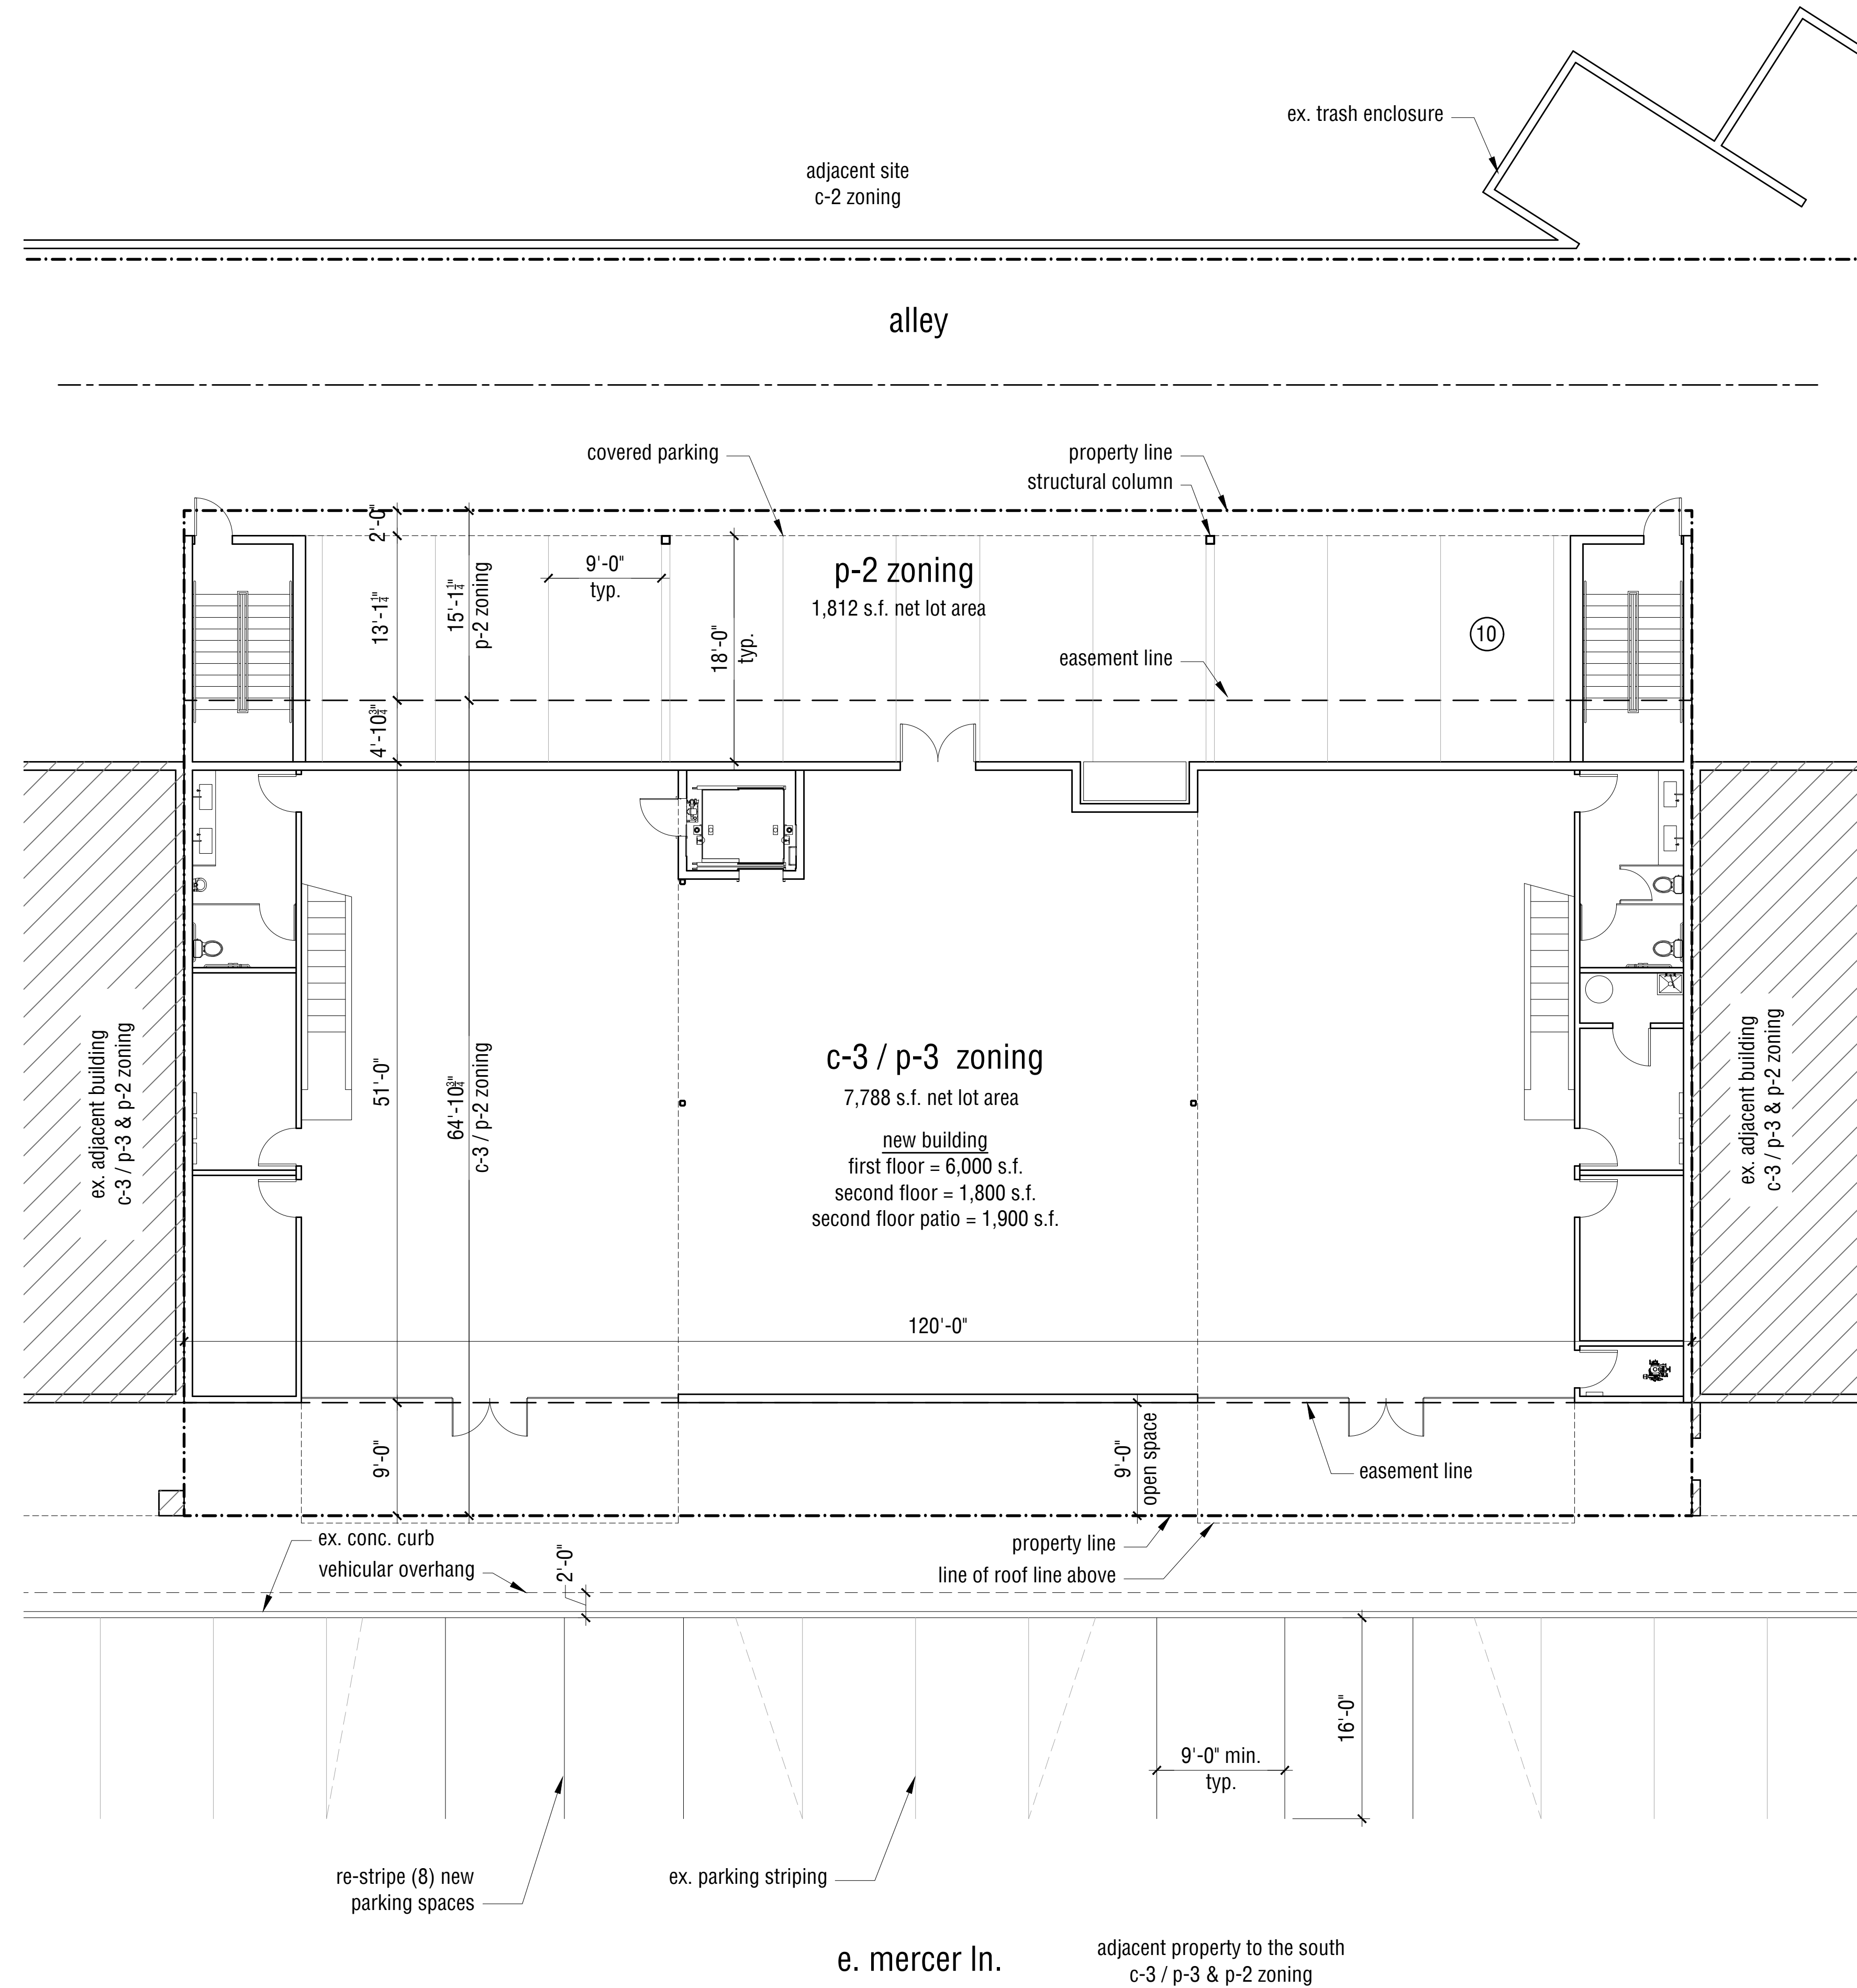 ex. trash enclosure
adjacent site
c-2 zoning
alley
covered parking
property line
structural column
2'-0"
9'-0"
typ.
p-2 zoning
1,812 s.f. net lot area
13'-1¼"
15'-1¼"
p-2 zoning
18'-0"
typ.
10
easement line
4'-10¾"
ex. adjacent building
c-3 / p-3 & p-2 zoning
51'-0"
64'-10¾"
c-3 / p-2 zoning
c-3 / p-3 zoning
7,788 s.f. net lot area
new building
first floor = 6,000 s.f.
second floor = 1,800 s.f.
second floor patio = 1,900 s.f.
ex. adjacent building
c-3 / p-3 & p-2 zoning
120'-0"
9'-0"
9'-0"
open space
easement line
ex. conc. curb
vehicular overhang
2'-0"
property line
line of roof line above
16'-0"
9'-0" min.
typ.
re-stripe (8) new
parking spaces
ex. parking striping
e. mercer ln.
adjacent property to the south
c-3 / p-3 & p-2 zoning